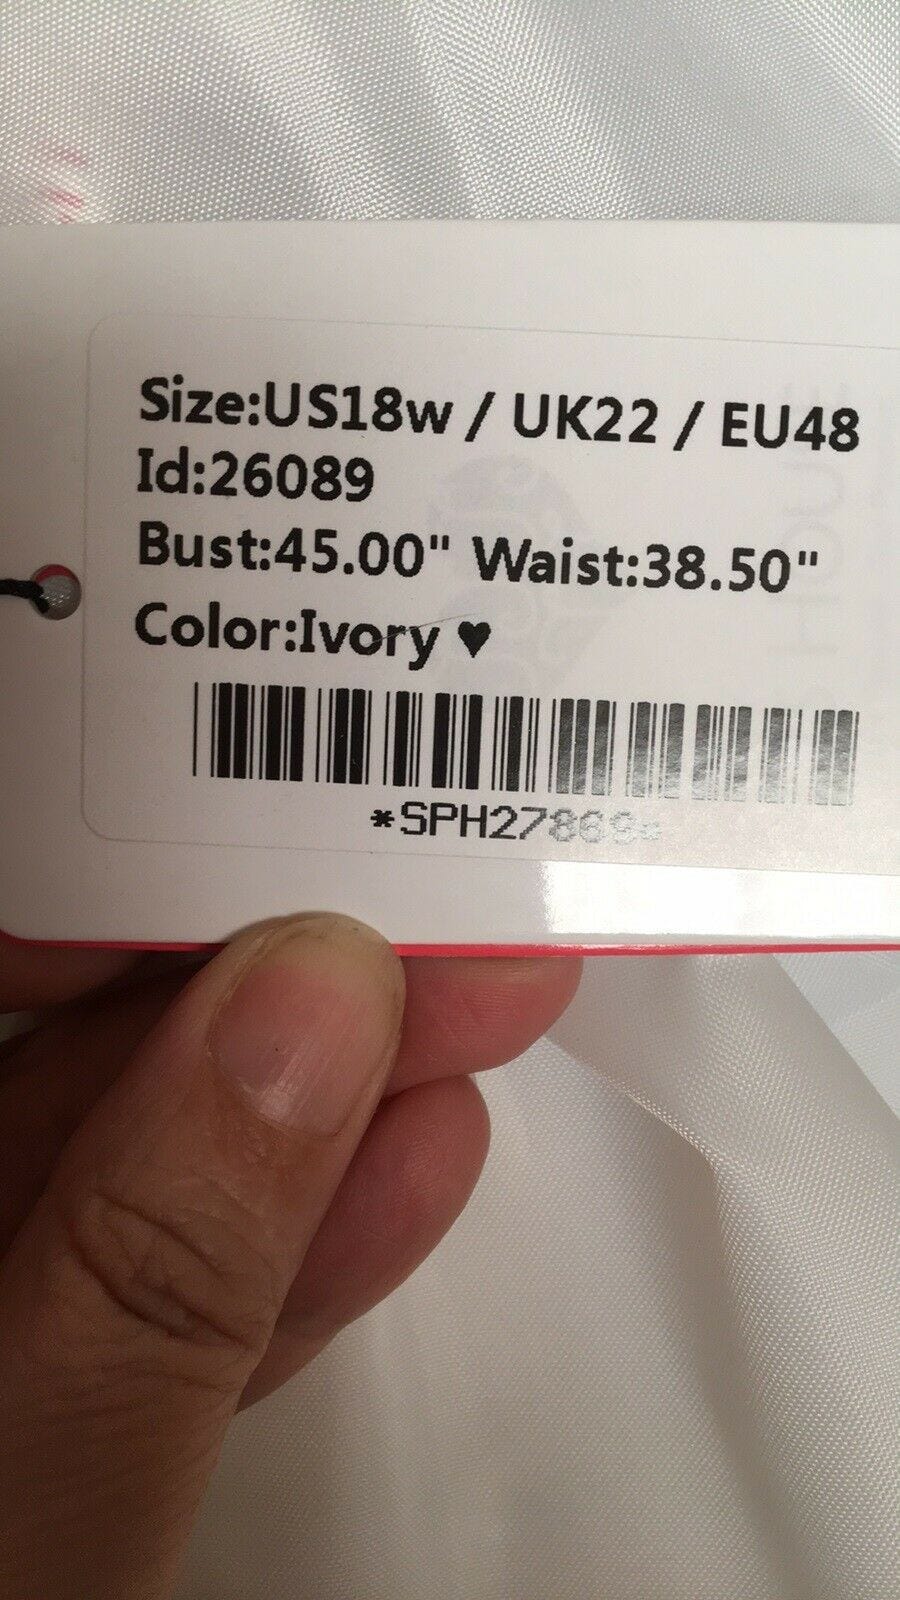 Size:US18w / UK22 / EU48
Id:26089
Bust:45.00" Waist:38.50"
Color:Ivory ♥